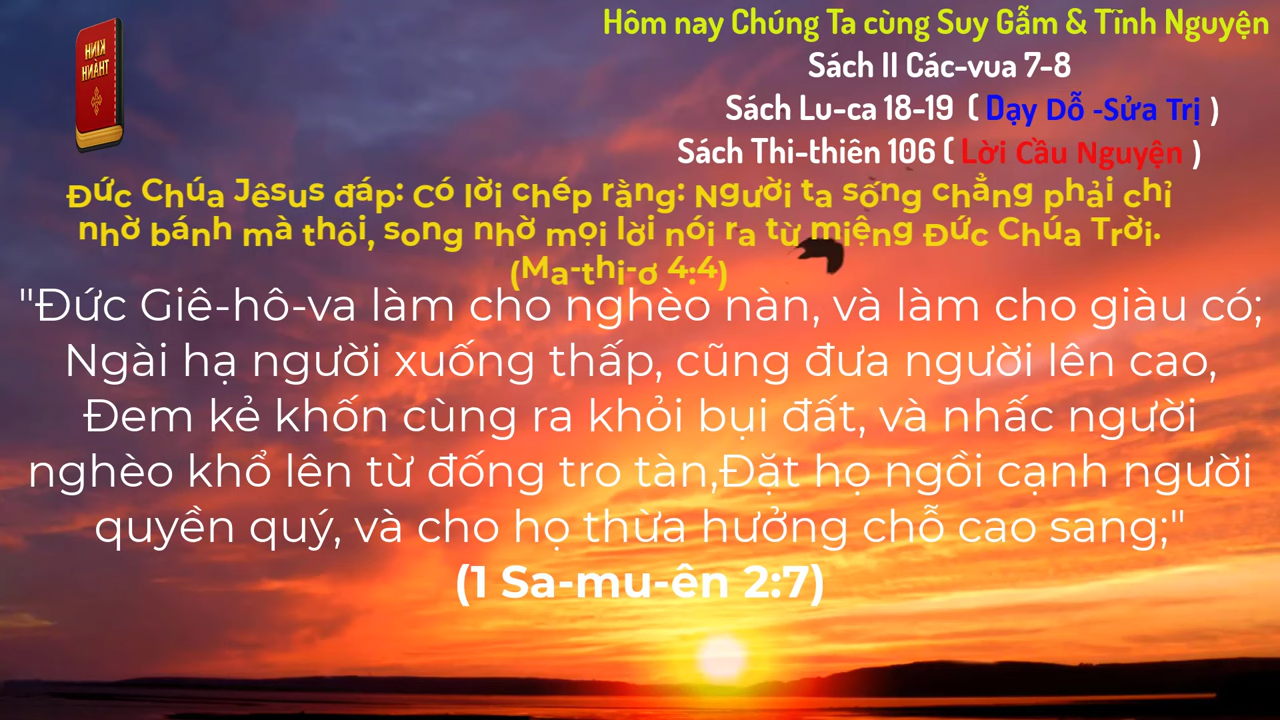 KINH
THÁNH
Hôm nay Chúng Ta cùng Suy Gẫm & Tĩnh Nguyện
Sách II Các-vua 7-8
Sách Lu-ca 18-19 ( Dạy Dỗ -Sửa Trị )
Sách Thi-thiên 106 ( Lời Cầu Nguyện )
Đức Chúa Jêsus đáp: Có lời chép rằng: Người ta sống chẳng phải chỉ
nhờ bánh mà thôi, song nhờ mọi lời nói ra từ miệng Đức Chúa Trời.
(Ma-thi-ơ 4:4)
"Đức Giê-hô-va làm cho nghèo nàn, và làm cho giàu có;
Ngài hạ người xuống thấp, cũng đưa người lên cao,
Đem kẻ khốn cùng ra khỏi bụi đất, và nhấc người
nghèo khổ lên từ đống tro tàn,Đặt họ ngồi cạnh người
quyền quý, và cho họ thừa hưởng chỗ cao sang;"
(1 Sa-mu-ên 2:7)